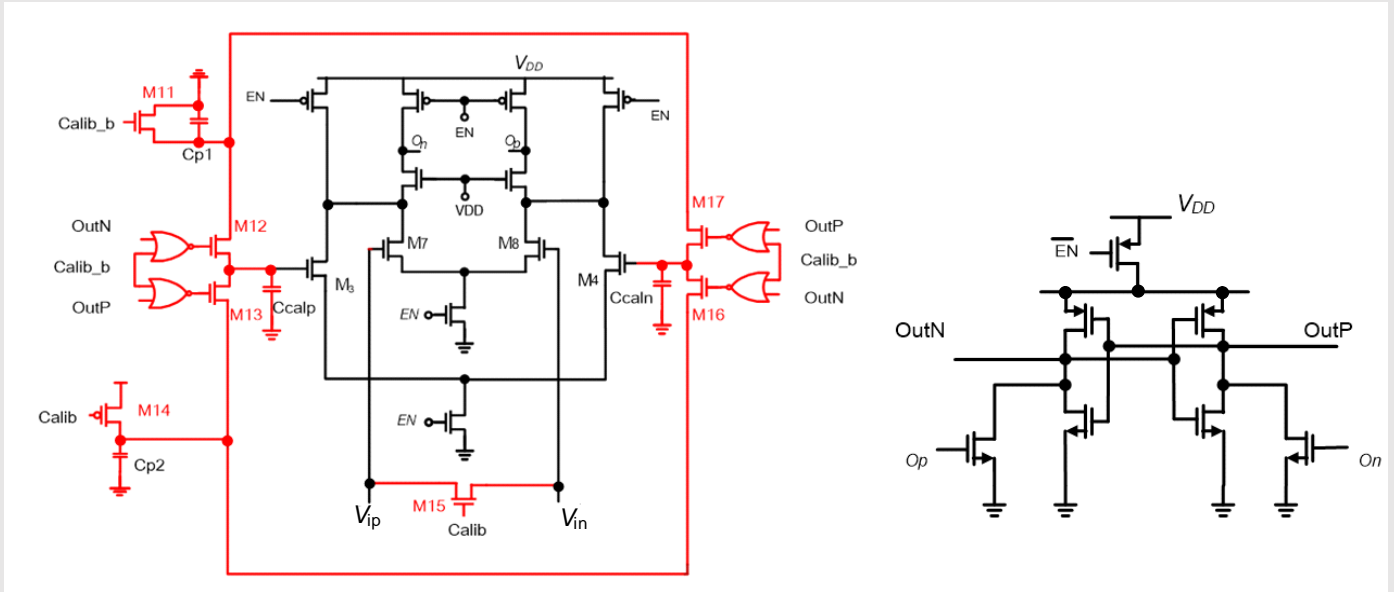 V_DD
M11
EN
EN
EN
Calib_b
Cp1
On
Op
VDD
OutN
M12
Calib_b
OutP
M13
Ccalp
M3
M7
M8
M4
Ccaln
M17
OutP
Calib_b
OutN
M16
EN
Calib
M14
Cp2
EN
M15
Calib
Vip
Vin
VDD
EN
OutN
OutP
Op
On